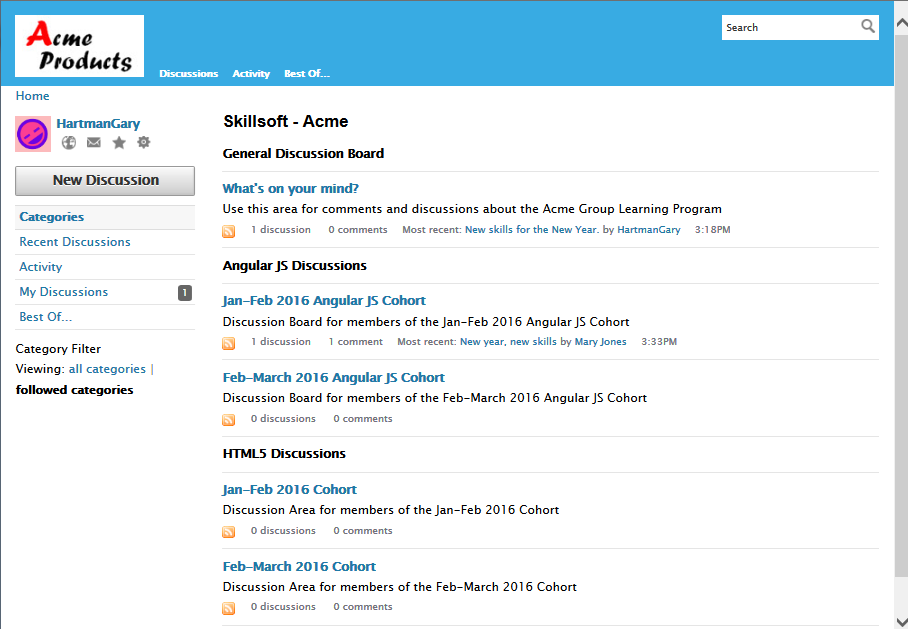 Acme
Products
Discussions Activity Best Of...
Search
Home
HartmanGary
New Discussion
Categories
Recent Discussions
Activity
My Discussions 1
Best Of...
Category Filter
Viewing: all categories |
followed categories
Skillsoft - Acme
General Discussion Board
What's on your mind?
Use this area for comments and discussions about the Acme Group Learning Program
1 discussion 0 comments Most recent: New skills for the New Year. by HartmanGary 3:18PM
Angular JS Discussions
Jan-Feb 2016 Angular JS Cohort
Discussion Board for members of the Jan-Feb 2016 Angular JS Cohort
1 discussion 1 comment Most recent: New year, new skills by Mary Jones 3:33PM
Feb-March 2016 Angular JS Cohort
Discussion Board for members of the Feb-March 2016 Angular JS Cohort
0 discussions 0 comments
HTML5 Discussions
Jan-Feb 2016 Cohort
Discussion Area for members of the Jan-Feb 2016 Cohort
0 discussions 0 comments
Feb-March 2016 Cohort
Discussion Area for members of the Feb-March 2016 Cohort
0 discussions 0 comments